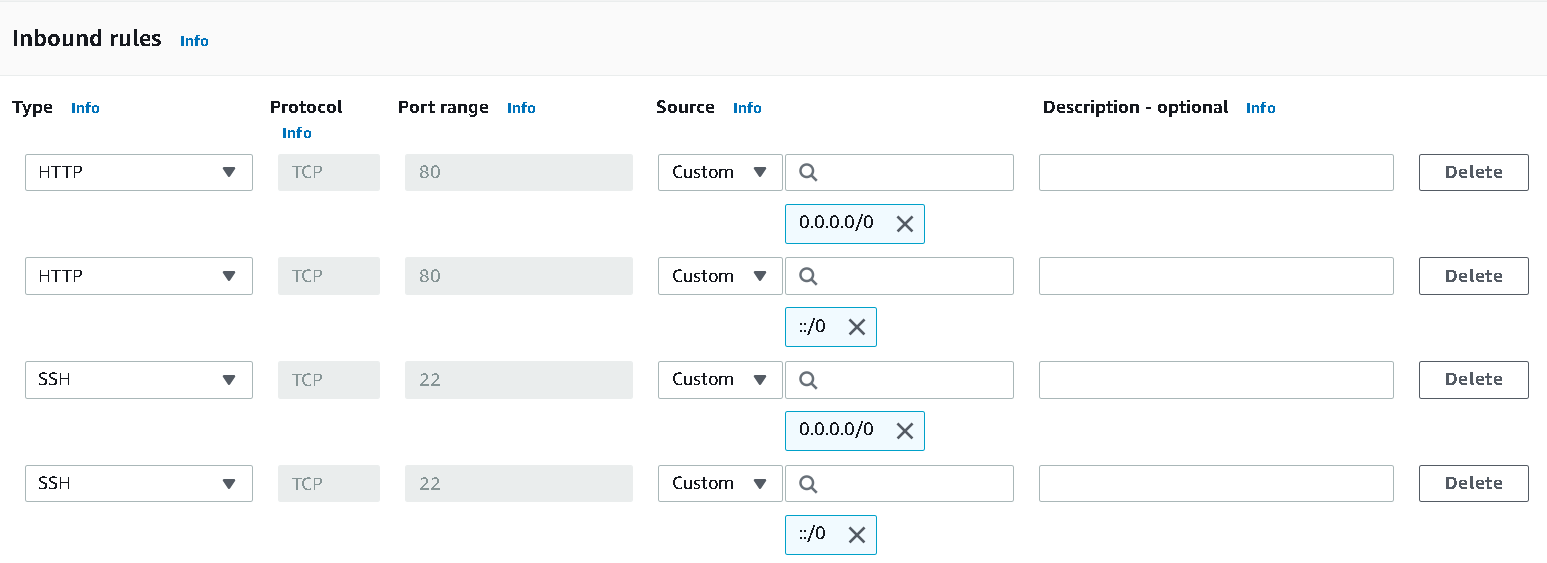 Inbound rules Info
Type Info Protocol Info Port range Info Source Info Description - optional Info
HTTP TCP 80 Custom Delete
0.0.0.0/0
HTTP TCP 80 Custom Delete
::/0
SSH TCP 22 Custom Delete
0.0.0.0/0
SSH TCP 22 Custom Delete
::/0